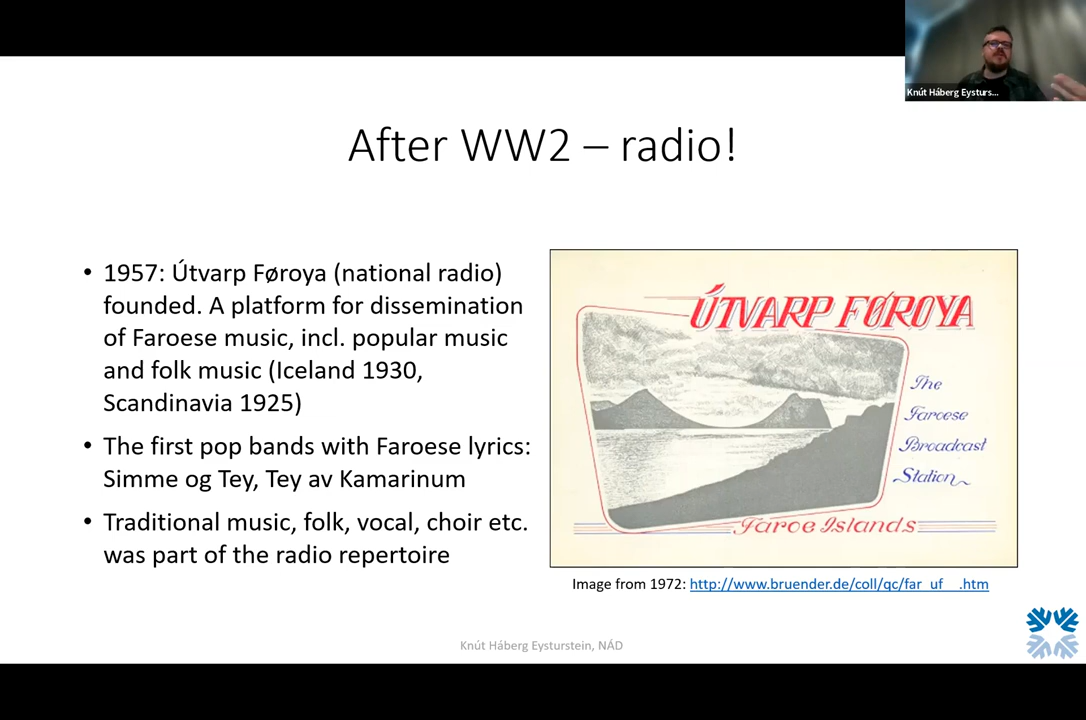 Knút Háberg Eysturs...
After WW2 – radio!
• 1957: Útvarp Føroya (national radio)
founded. A platform for dissemination
of Faroese music, incl. popular music
and folk music (Iceland 1930,
Scandinavia 1925)
• The first pop bands with Faroese lyrics:
Simme og Tey, Tey av Kamarinum
• Traditional music, folk, vocal, choir etc.
was part of the radio repertoire
ÚTVARP FØROYA
The
Faroese
Broadcast
Station
Faroe Islands
Image from 1972: http://www.bruender.de/coll/qc/far_uf__.htm
Knút Háberg Eysturstein, NÁD